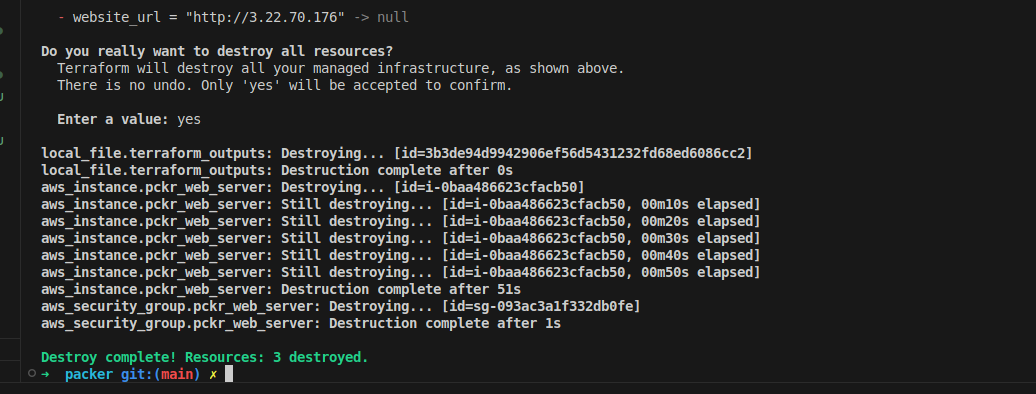 - website_url = "http://3.22.70.176" -> null
Do you really want to destroy all resources?
Terraform will destroy all your managed infrastructure, as shown above.
There is no undo. Only 'yes' will be accepted to confirm.
Enter a value: yes
local_file.terraform_outputs: Destroying... [id=3b3de94d9942906ef56d5431232fd68ed6086cc2]
local_file.terraform_outputs: Destruction complete after 0s
aws_instance.pckr_web_server: Destroying... [id=i-0baa486623cfacb50]
aws_instance.pckr_web_server: Still destroying... [id=i-0baa486623cfacb50, 00m10s elapsed]
aws_instance.pckr_web_server: Still destroying... [id=i-0baa486623cfacb50, 00m20s elapsed]
aws_instance.pckr_web_server: Still destroying... [id=i-0baa486623cfacb50, 00m30s elapsed]
aws_instance.pckr_web_server: Still destroying... [id=i-0baa486623cfacb50, 00m40s elapsed]
aws_instance.pckr_web_server: Still destroying... [id=i-0baa486623cfacb50, 00m50s elapsed]
aws_instance.pckr_web_server: Destruction complete after 51s
aws_security_group.pckr_web_server: Destroying... [id=sg-093ac3a1f332db0fe]
aws_security_group.pckr_web_server: Destruction complete after 1s
Destroy complete! Resources: 3 destroyed.
➜ packer git:(main) ✗